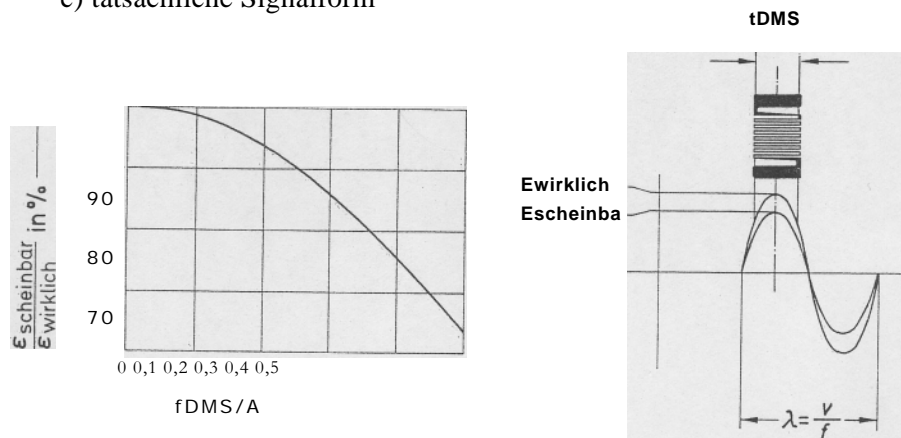 c) tatsächliche Signalform
tDMS
ε scheinbar
ε wirklich
in %
90
80
70
0 0,1 0,2 0,3 0,4 0,5
fDMS/A
Ewirklich
Escheinba
λ = v/f